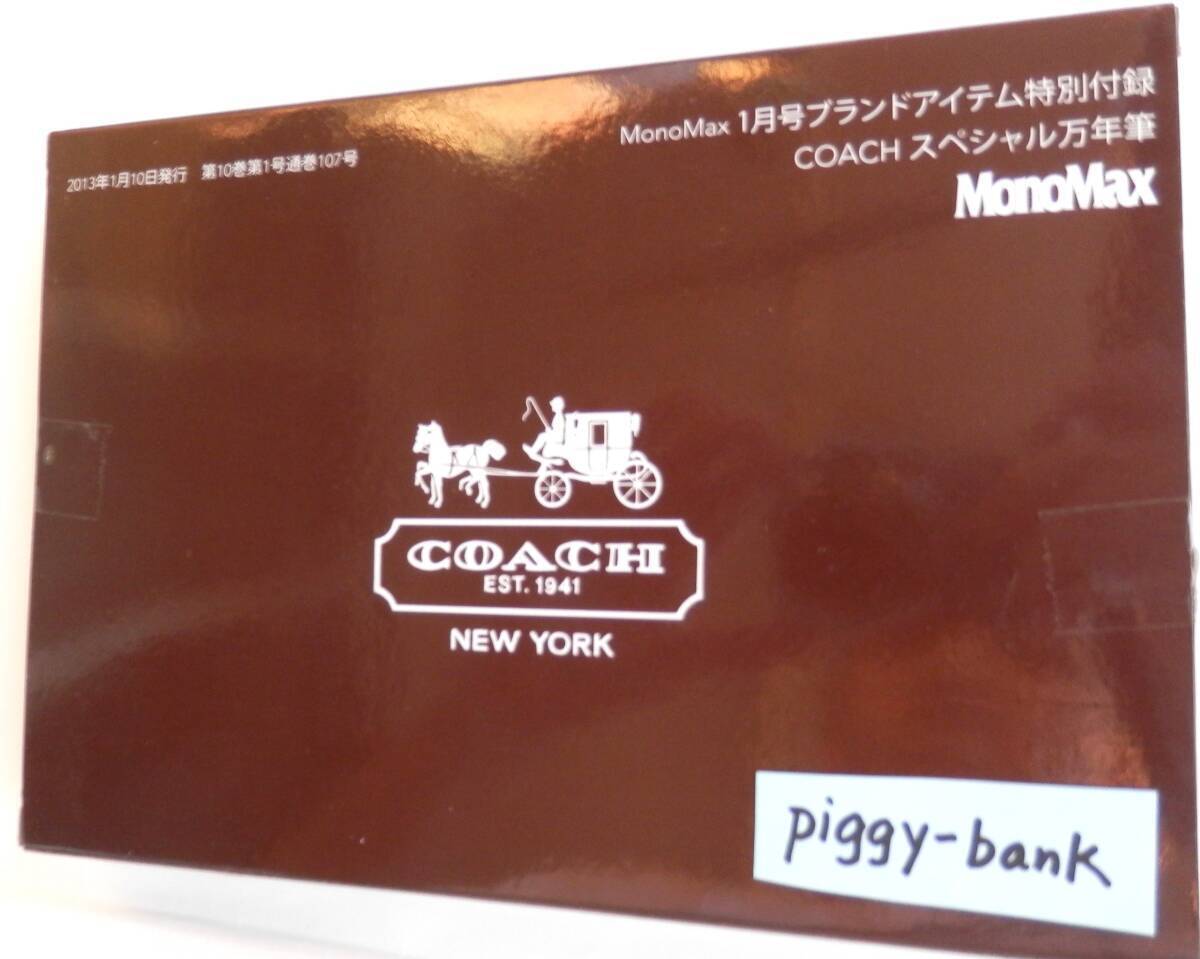 MonoMax 1月号ブランドアイテム特別付録
COACH スペシャル万年筆
MonoMax
2013年1月10日発行 第10巻第1号通巻107号
COACH
EST. 1941
NEW YORK
piggy-bank